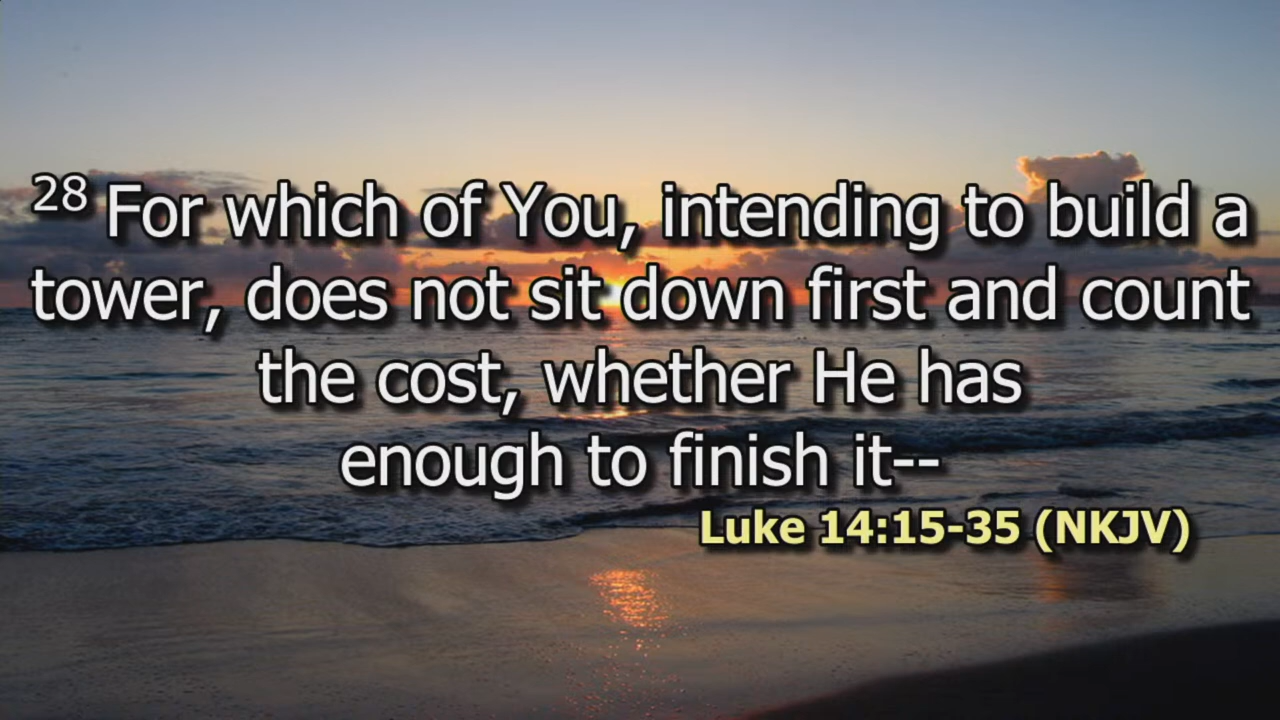 28 For which of You, intending to build a
tower, does not sit down first and count
the cost, whether He has
enough to finish it--
Luke 14:15-35 (NKJV)